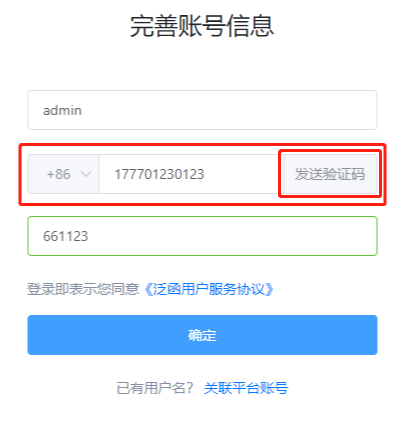 完善账号信息
admin
+86 177701230123 发送验证码
661123
登录即表示您同意《泛函用户服务协议》
确定
已有用户名？ 关联平台账号